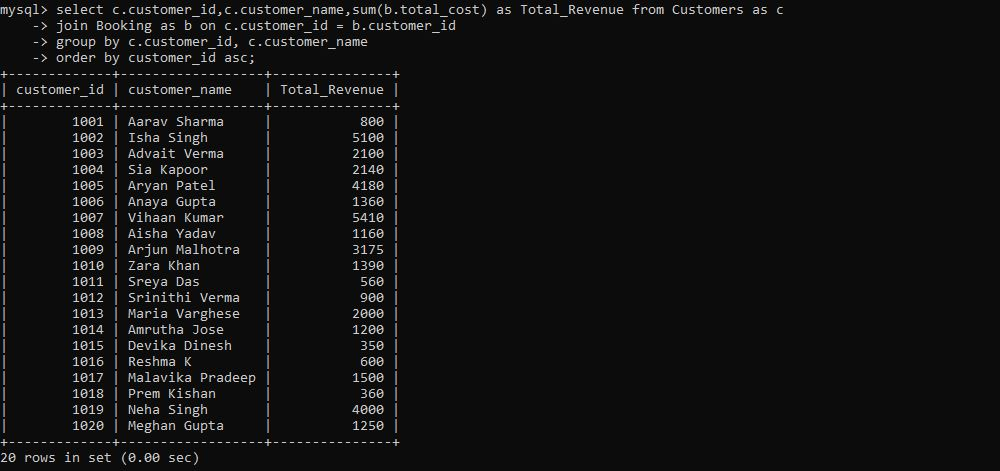 mysql> select c.customer_id,c.customer_name,sum(b.total_cost) as Total_Revenue from Customers as c
    -> join Booking as b on c.customer_id = b.customer_id
    -> group by c.customer_id, c.customer_name
    -> order by customer_id asc;
+-------------+------------------+---------------+
| customer_id | customer_name    | Total_Revenue |
+-------------+------------------+---------------+
|        1001 | Aarav Sharma     |           800 |
|        1002 | Isha Singh       |          5100 |
|        1003 | Advait Verma     |          2100 |
|        1004 | Sia Kapoor       |          2140 |
|        1005 | Aryan Patel      |          4180 |
|        1006 | Anaya Gupta      |          1360 |
|        1007 | Vihaan Kumar     |          5410 |
|        1008 | Aisha Yadav      |          1160 |
|        1009 | Arjun Malhotra   |          3175 |
|        1010 | Zara Khan        |          1390 |
|        1011 | Sreya Das        |           560 |
|        1012 | Srinithi Verma   |           900 |
|        1013 | Maria Varghese   |          2000 |
|        1014 | Amrutha Jose     |          1200 |
|        1015 | Devika Dinesh    |           350 |
|        1016 | Reshma K         |           600 |
|        1017 | Malavika Pradeep |          1500 |
|        1018 | Prem Kishan      |           360 |
|        1019 | Neha Singh       |          4000 |
|        1020 | Meghan Gupta     |          1250 |
+-------------+------------------+---------------+
20 rows in set (0.00 sec)